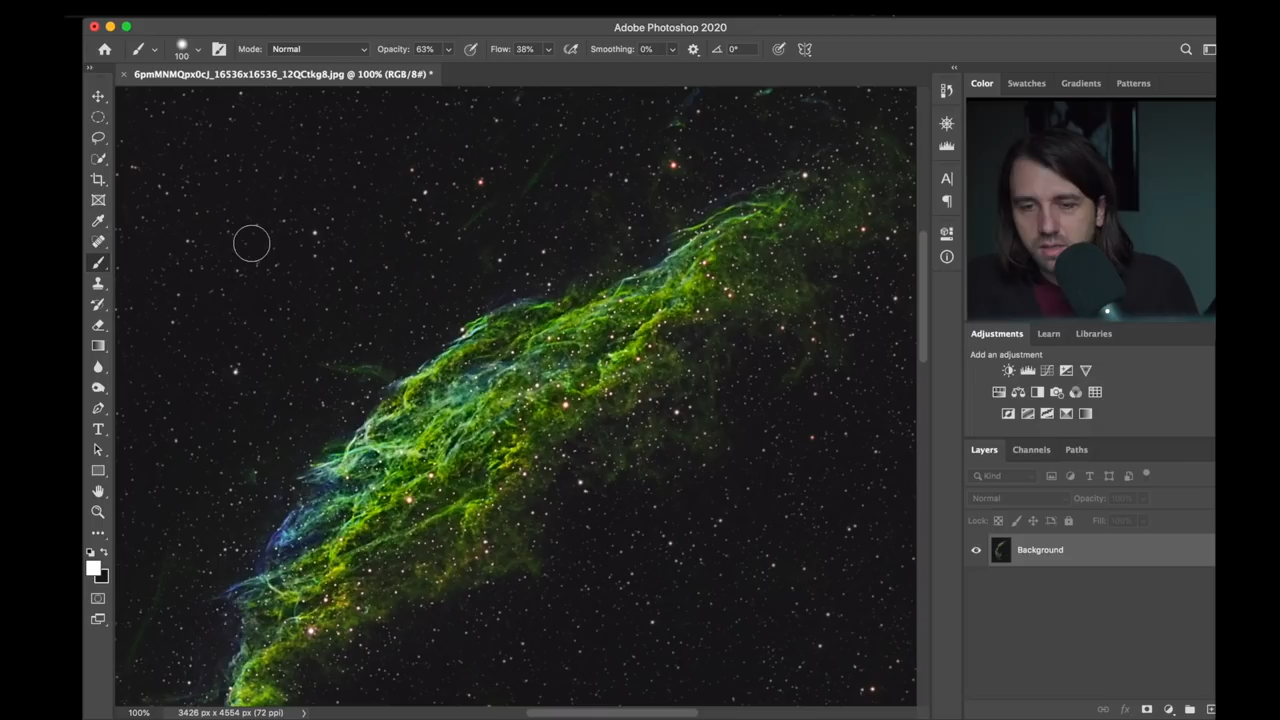 Adobe Photoshop 2020
100 Mode: Normal Opacity: 63% Flow: 38% Smoothing: 0% 0°
6pmMNMQpx0cJ_16536x16536_12QCtkg8.jpg @ 100% (RGB/8#) *
Color Swatches Gradients Patterns
Adjustments Learn Libraries
Add an adjustment
Layers Channels Paths
Kind
Normal Opacity: 100%
Lock: Fill: 100%
Background
100% 3426 px x 4554 px (72 ppi)